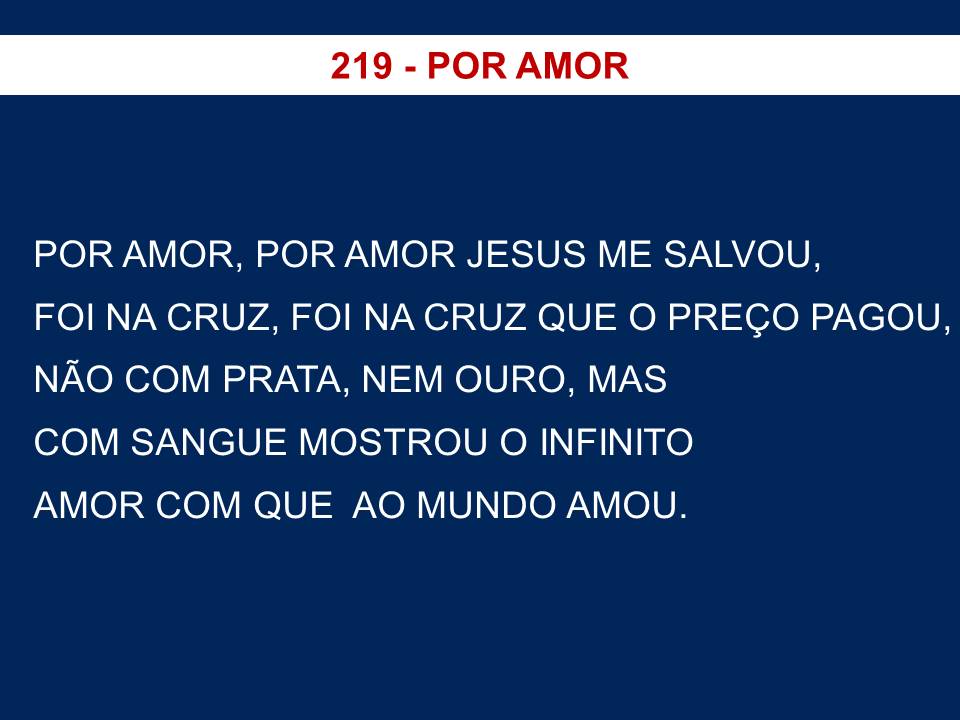 219 - POR AMOR
POR AMOR, POR AMOR JESUS ME SALVOU,
FOI NA CRUZ, FOI NA CRUZ QUE O PREÇO PAGOU,
NÃO COM PRATA, NEM OURO, MAS
COM SANGUE MOSTROU O INFINITO
AMOR COM QUE  AO MUNDO AMOU.